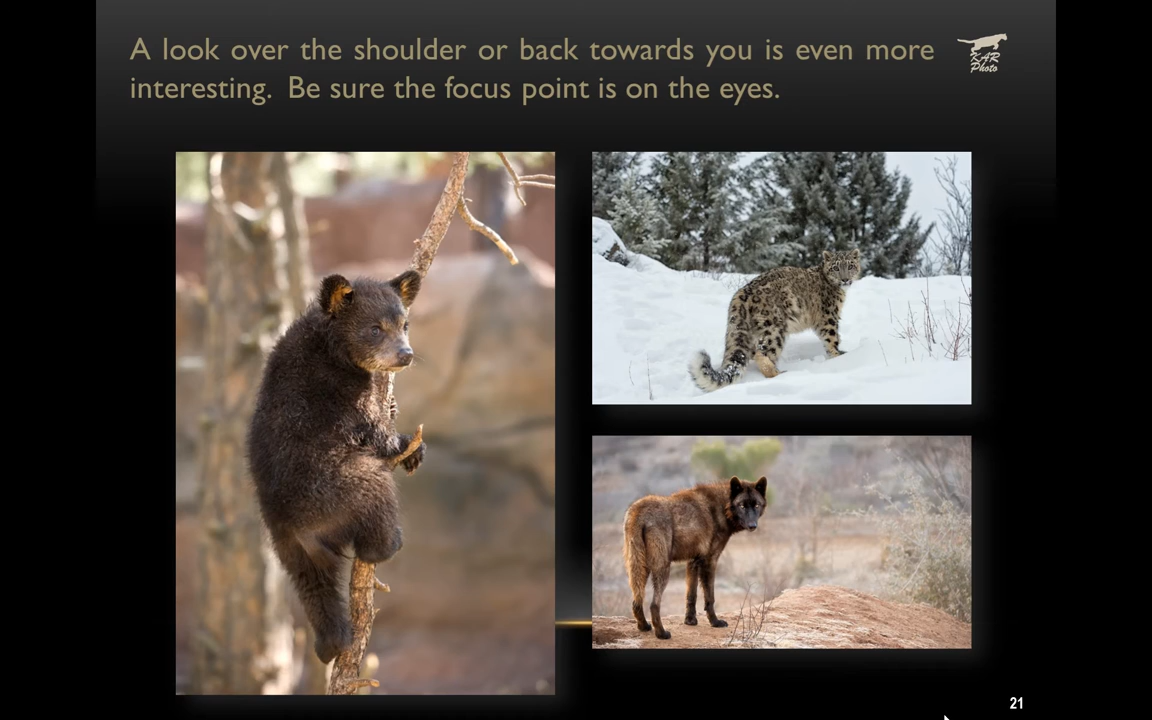 A look over the shoulder or back towards you is even more
interesting. Be sure the focus point is on the eyes.
KAR
Photo
21